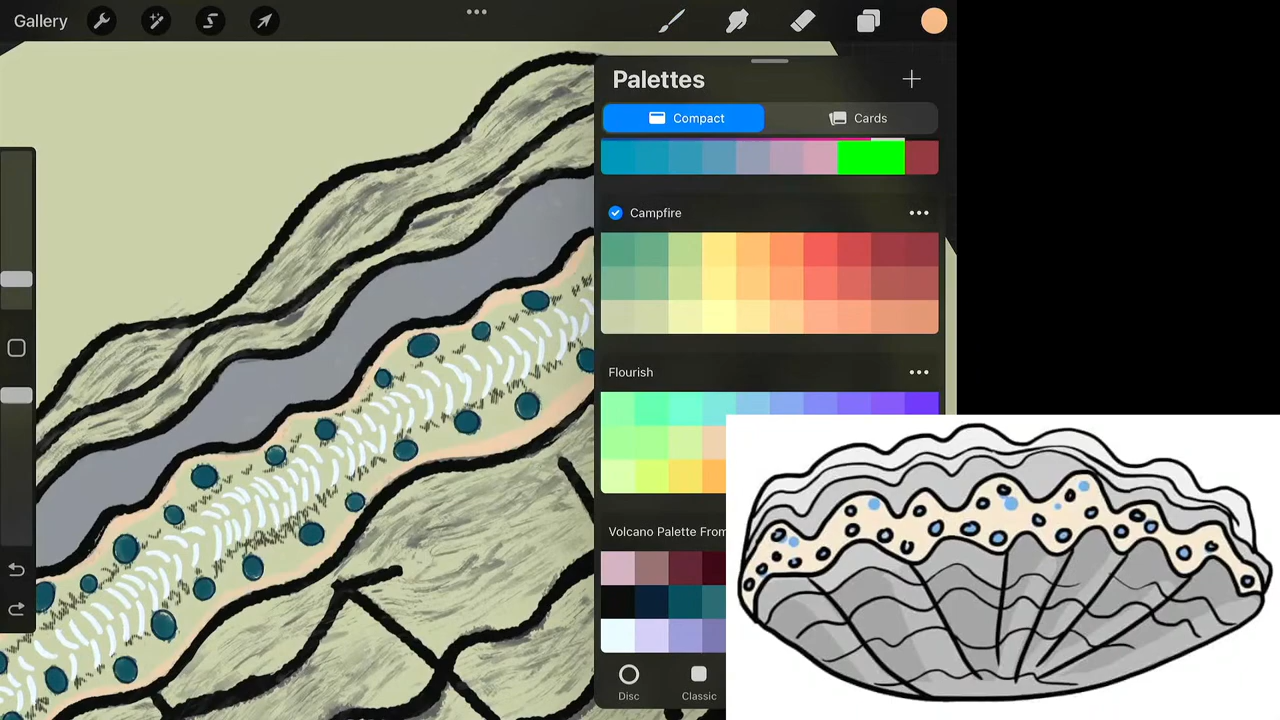 Gallery
Palettes
Compact
Cards
Campfire
Flourish
Volcano Palette From
Disc
Classic